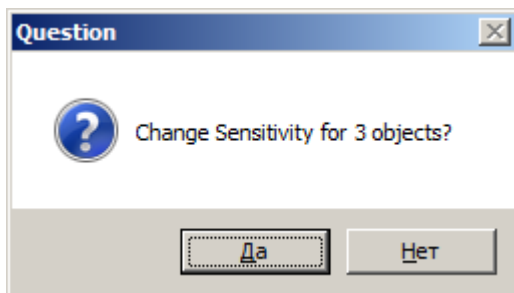 Question
Change Sensitivity for 3 objects?
Да
Нет